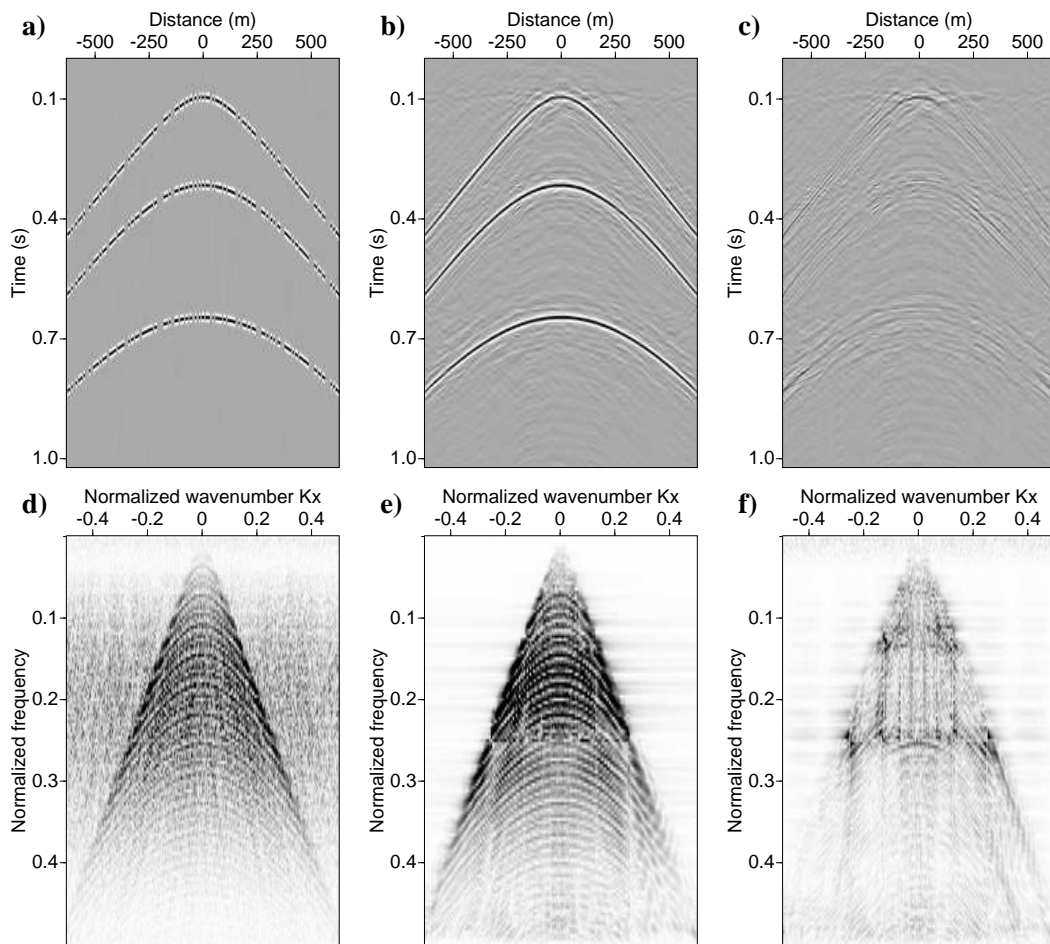 Distance (m) Distance (m) Distance (m)
a) b) c)
-500 -250 0 250 500 -500 -250 0 250 500 -500 -250 0 250 500
0.1 0.1 0.1
0.4 0.4 0.4
Time (s) Time (s) Time (s)
0.7 0.7 0.7
1.0 1.0 1.0
Normalized wavenumber Kx Normalized wavenumber Kx Normalized wavenumber Kx
d) e) f)
-0.4 -0.2 0 0.2 0.4 -0.4 -0.2 0 0.2 0.4 -0.4 -0.2 0 0.2 0.4
0.1 0.1 0.1
0.2 0.2 0.2
Normalized frequency Normalized frequency Normalized frequency
0.3 0.3 0.3
0.4 0.4 0.4